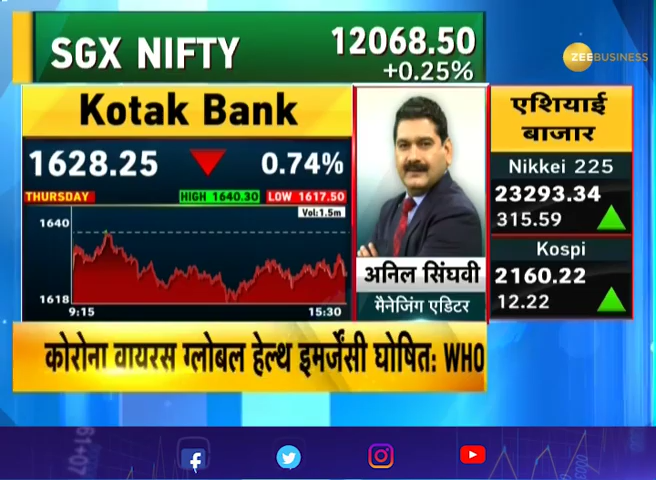 SGX NIFTY
12068.50
+0.25%
ZEEBUSINESS
Kotak Bank
1628.25
0.74%
THURSDAY
HIGH 1640.30
LOW 1617.50
Vol:1.5m
1640
1618
9:15
15:30
अनिल सिंघवी
मैनेजिंग एडिटर
एशियाई
बाजार
Nikkei 225
23293.34
315.59
Kospi
2160.22
12.22
कोरोना वायरस ग्लोबल हेल्थ इमर्जेंसी घोषित: WHO